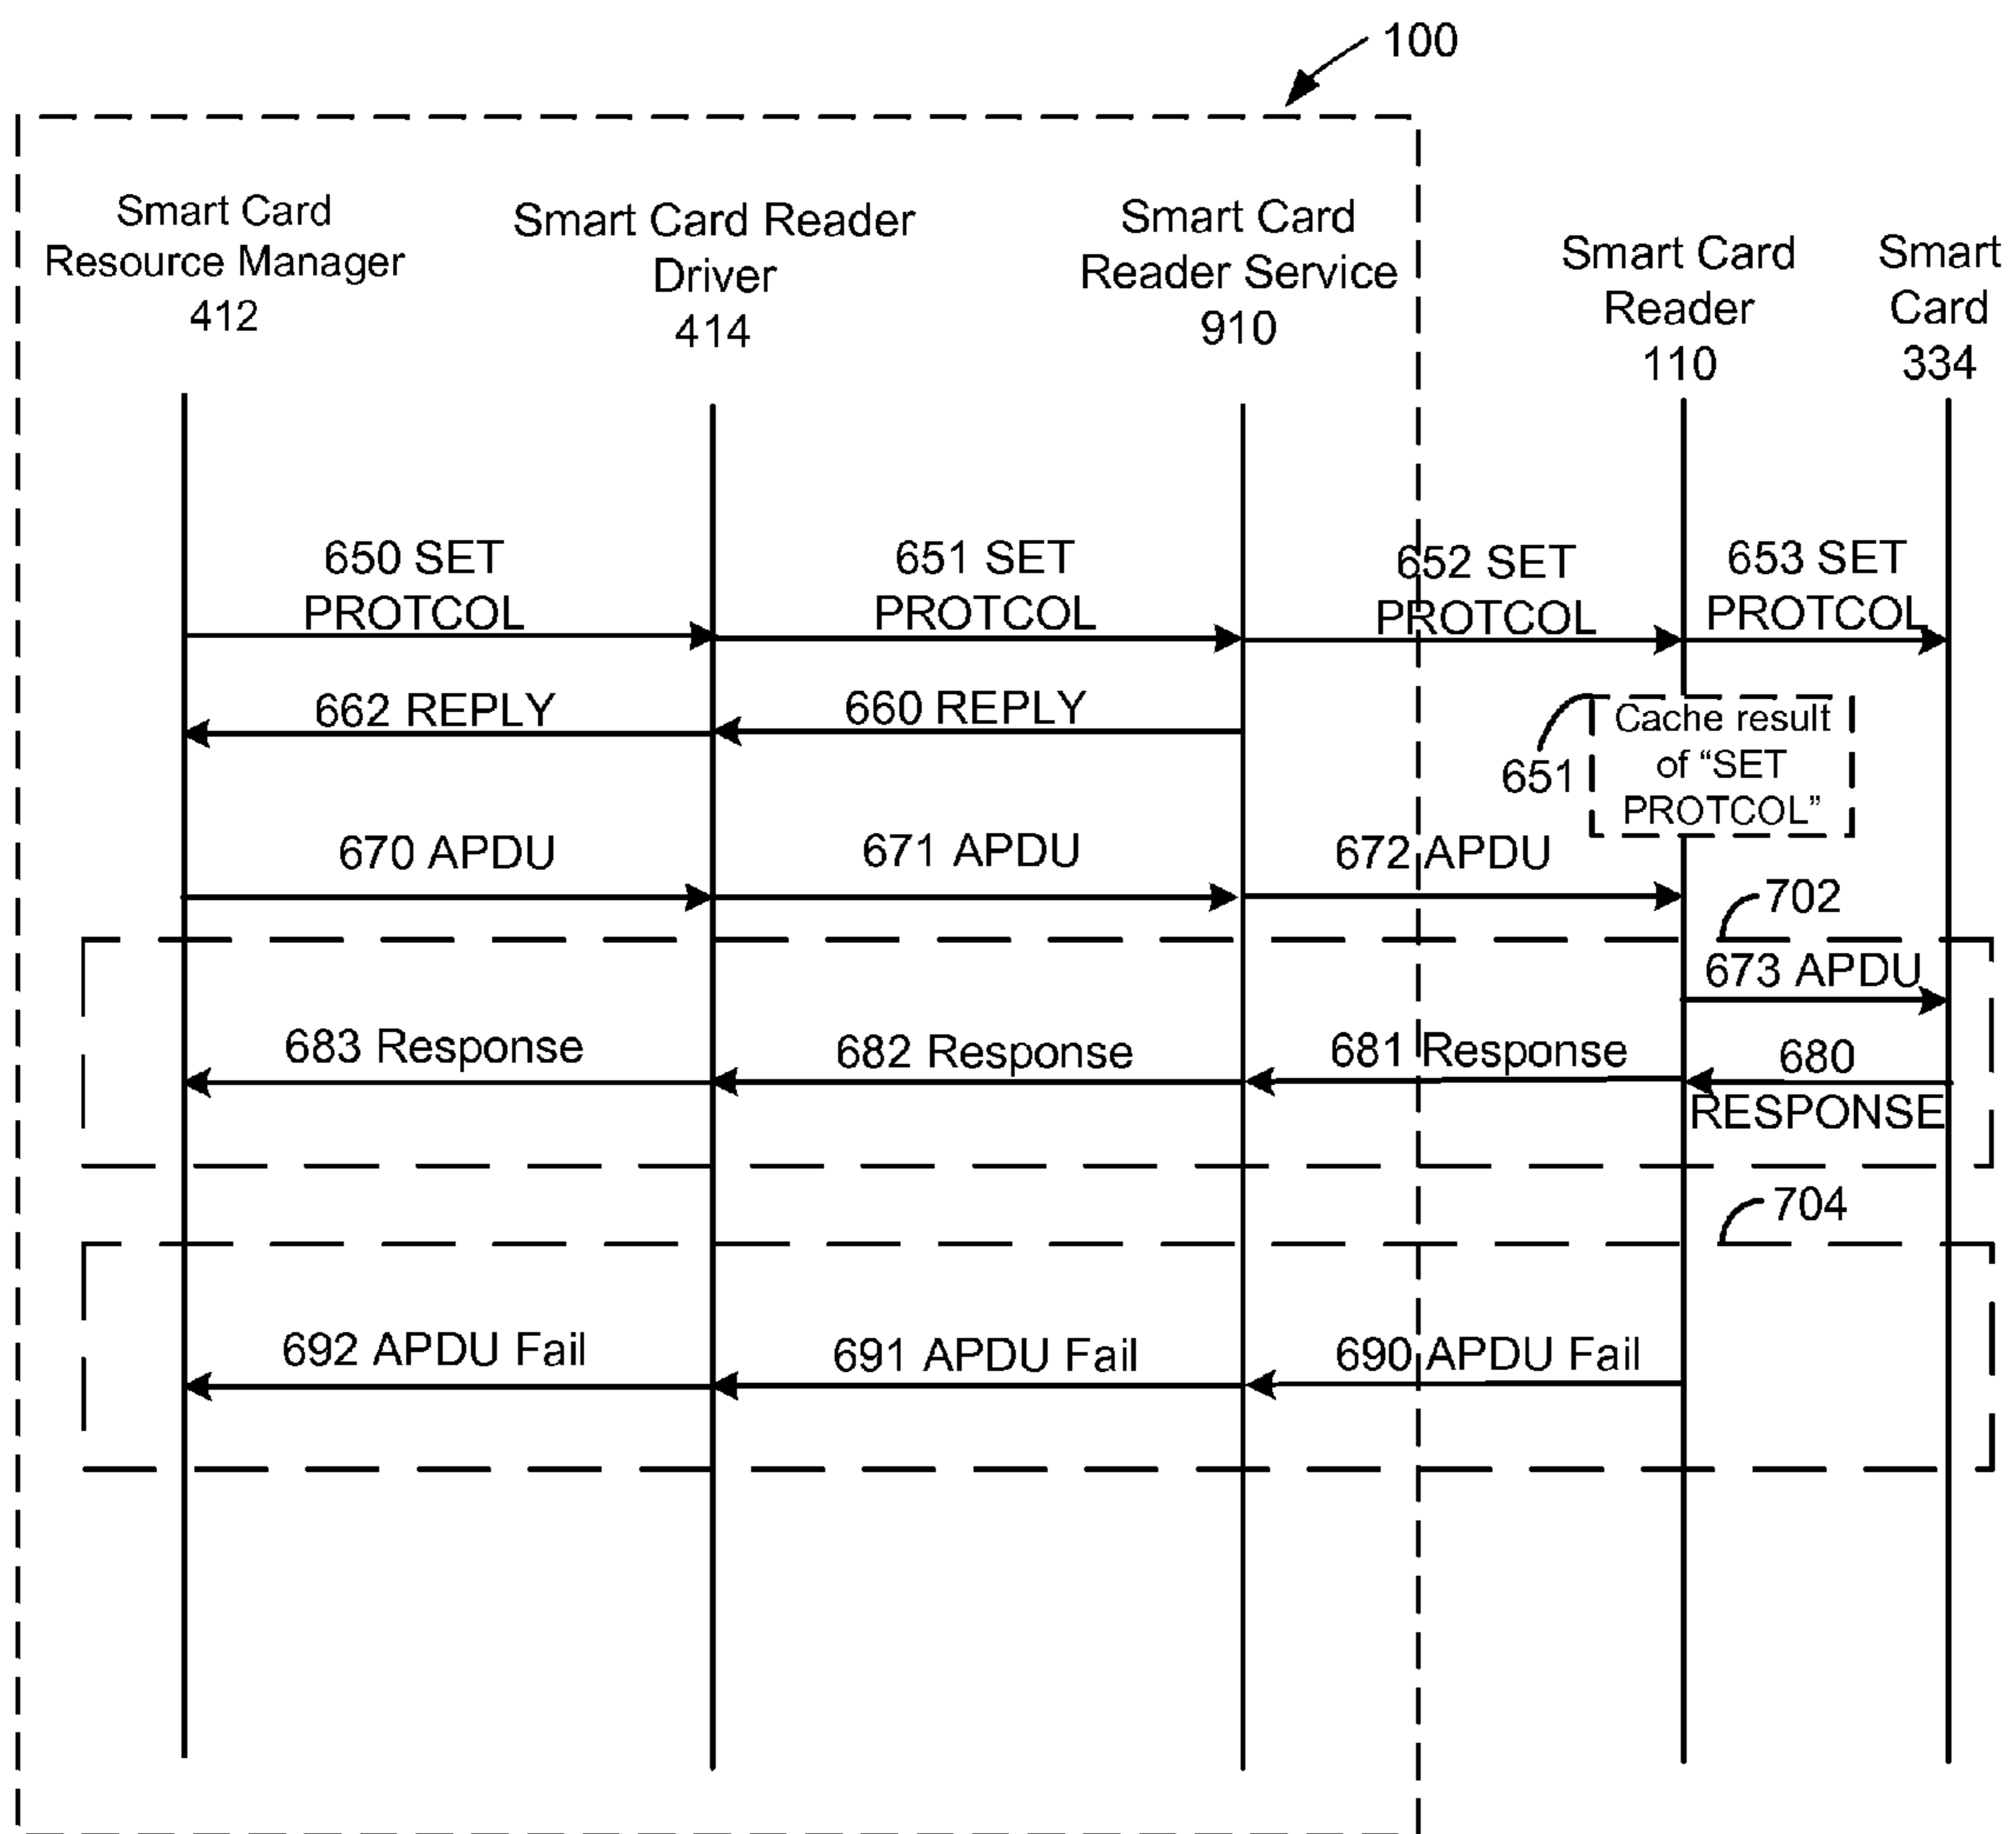 100
Smart Card
Resource Manager
412
Smart Card Reader
Driver
414
Smart Card
Reader Service
910
Smart Card
Reader
110
Smart
Card
334
650 SET
PROTCOL
651 SET
PROTCOL
652 SET
PROTCOL
653 SET
PROTCOL
662 REPLY
660 REPLY
651
Cache result
of “SET
PROTCOL”
670 APDU
671 APDU
672 APDU
702
673 APDU
683 Response
682 Response
681 Response
680
RESPONSE
704
692 APDU Fail
691 APDU Fail
690 APDU Fail